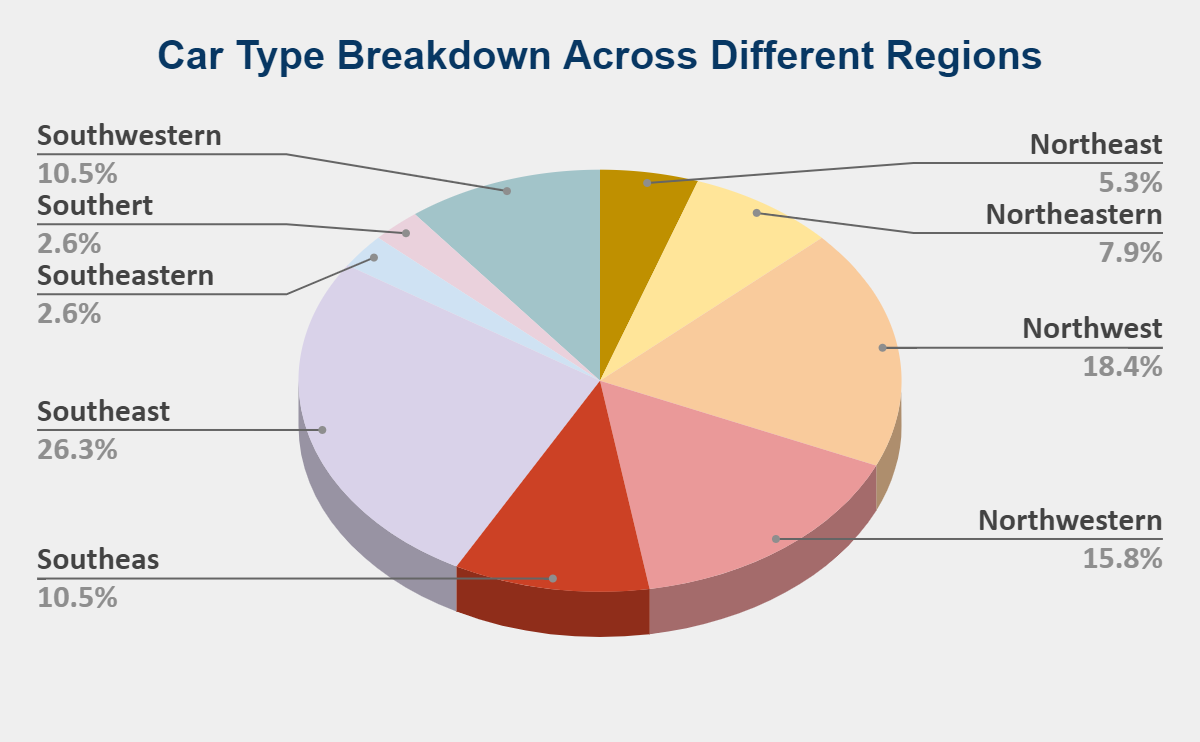 Car Type Breakdown Across Different Regions
Southwestern
10.5%
Southert
2.6%
Southeastern
2.6%
Southeast
26.3%
Southeas
10.5%
Northeast
5.3%
Northeastern
7.9%
Northwest
18.4%
Northwestern
15.8%